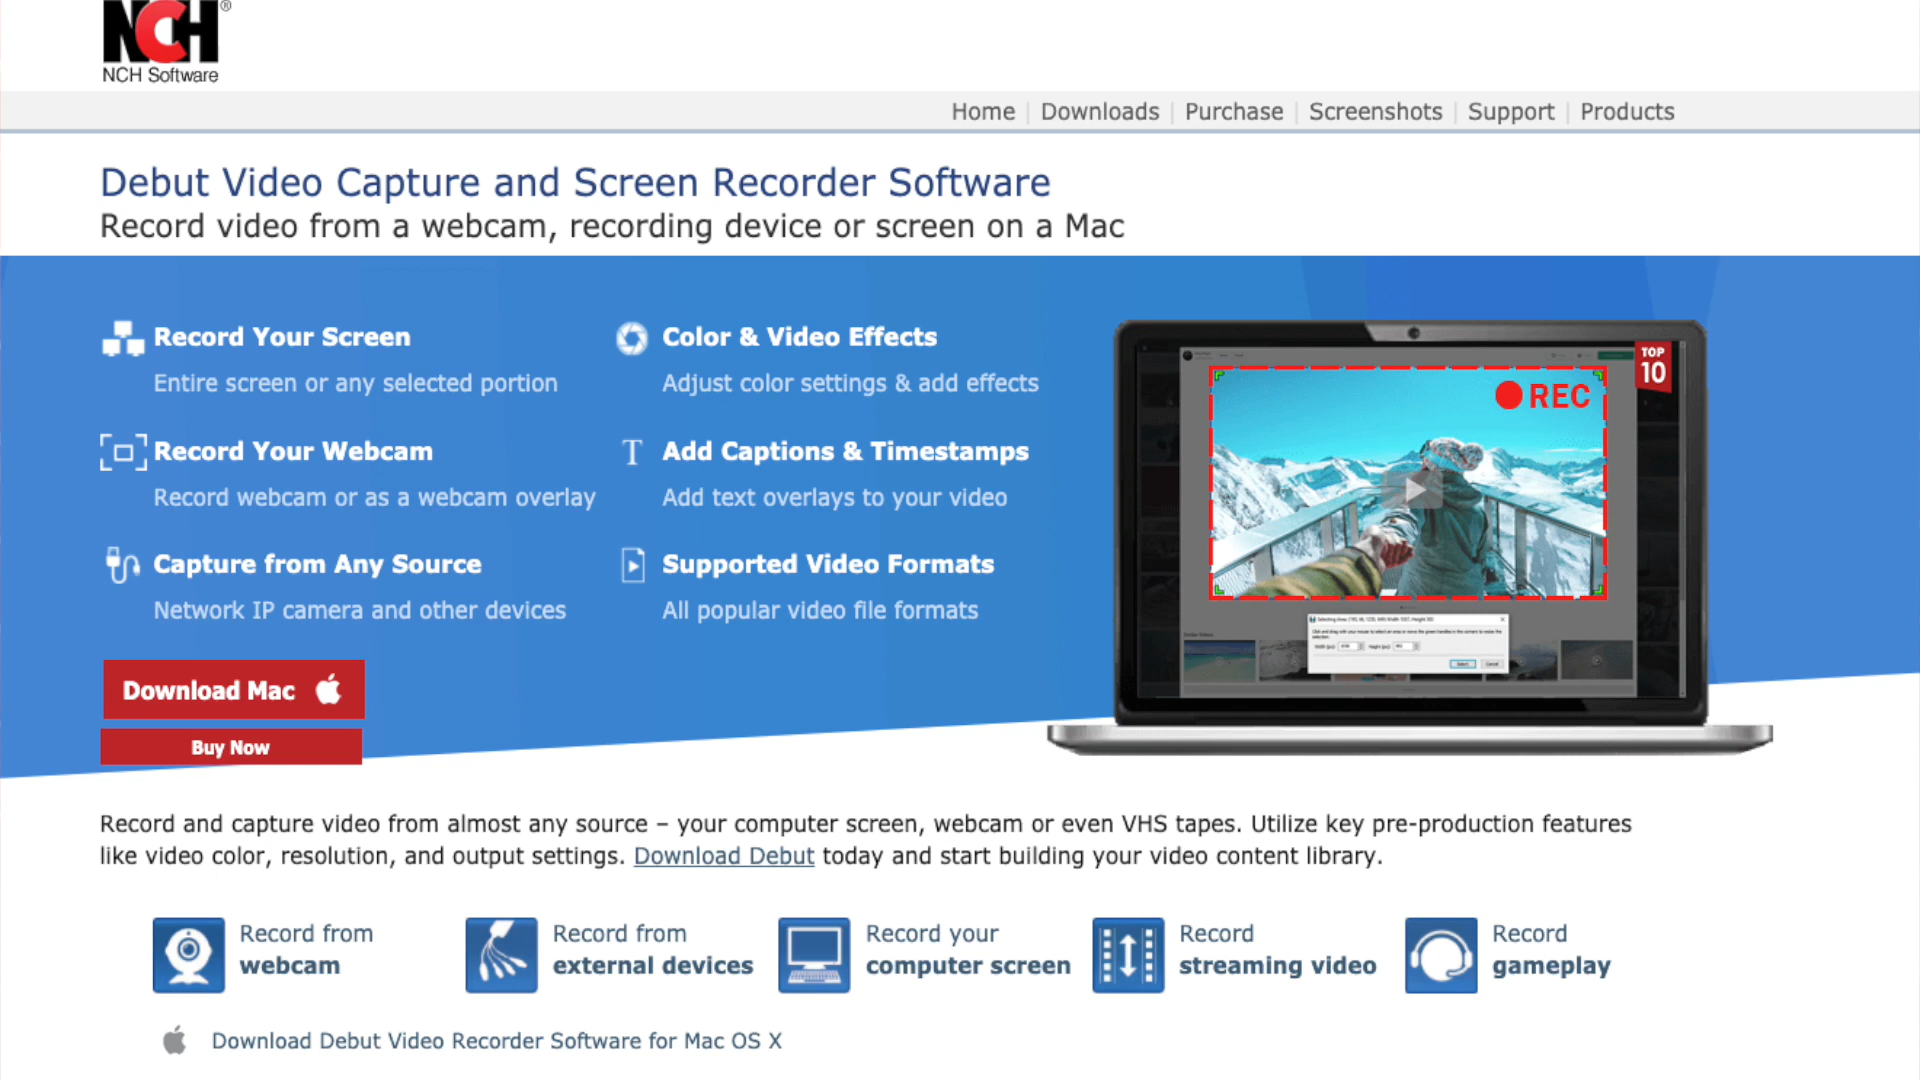 NCH®
NCH Software
Home | Downloads | Purchase | Screenshots | Support | Products
Debut Video Capture and Screen Recorder Software
Record video from a webcam, recording device or screen on a Mac
Record Your Screen
Entire screen or any selected portion
Color & Video Effects
Adjust color settings & add effects
Record Your Webcam
Record webcam or as a webcam overlay
T Add Captions & Timestamps
Add text overlays to your video
Capture from Any Source
Network IP camera and other devices
Supported Video Formats
All popular video file formats
TOP
10
REC
Select
Cancel
Download Mac
Buy Now
Record and capture video from almost any source – your computer screen, webcam or even VHS tapes. Utilize key pre-production features
like video color, resolution, and output settings. Download Debut today and start building your video content library.
Record from
webcam
Record from
external devices
Record your
computer screen
Record
streaming video
Record
gameplay
Download Debut Video Recorder Software for Mac OS X